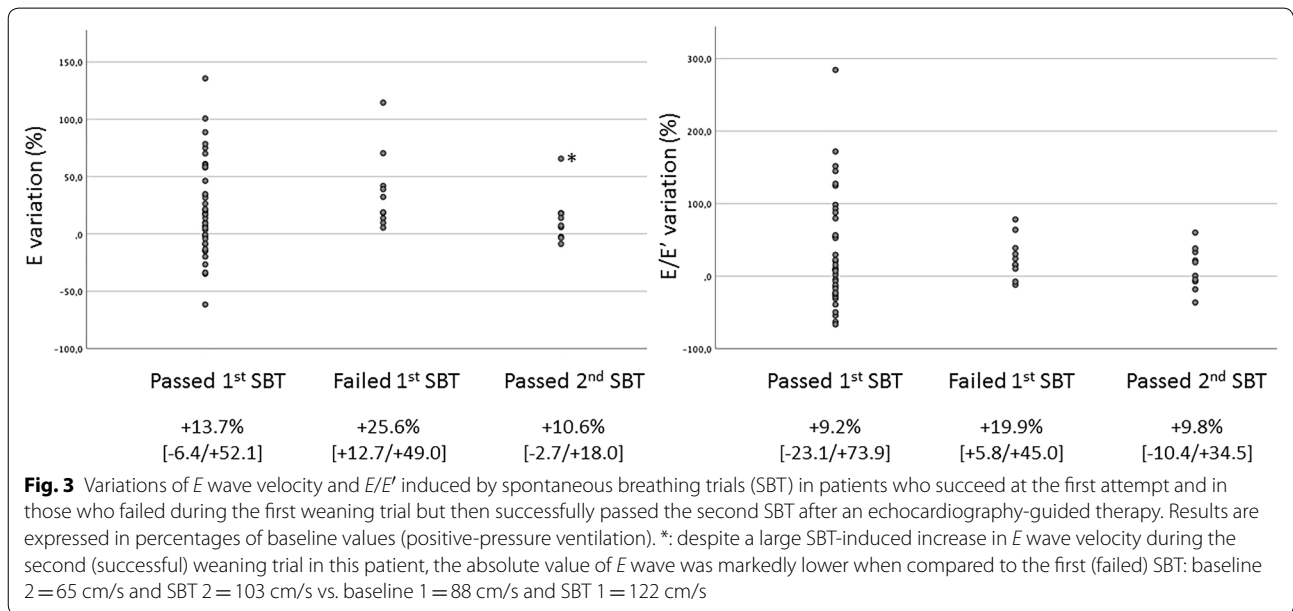 150,0
100,0
50,0
,0
-50,0
-100,0
E variation (%)
*
Passed 1st SBT Failed 1st SBT Passed 2nd SBT
+13.7% +25.6% +10.6%
[-6.4/+52.1] [+12.7/+49.0] [-2.7/+18.0]
300,0
200,0
100,0
,0
-100,0
E/E' variation (%)
Passed 1st SBT Failed 1st SBT Passed 2nd SBT
+9.2% +19.9% +9.8%
[-23.1/+73.9] [+5.8/+45.0] [-10.4/+34.5]
Fig. 3 Variations of E wave velocity and E/E′ induced by spontaneous breathing trials (SBT) in patients who succeed at the first attempt and in
those who failed during the first weaning trial but then successfully passed the second SBT after an echocardiography-guided therapy. Results are
expressed in percentages of baseline values (positive-pressure ventilation). *: despite a large SBT-induced increase in E wave velocity during the
second (successful) weaning trial in this patient, the absolute value of E wave was markedly lower when compared to the first (failed) SBT: baseline
2 = 65 cm/s and SBT 2 = 103 cm/s vs. baseline 1 = 88 cm/s and SBT 1 = 122 cm/s